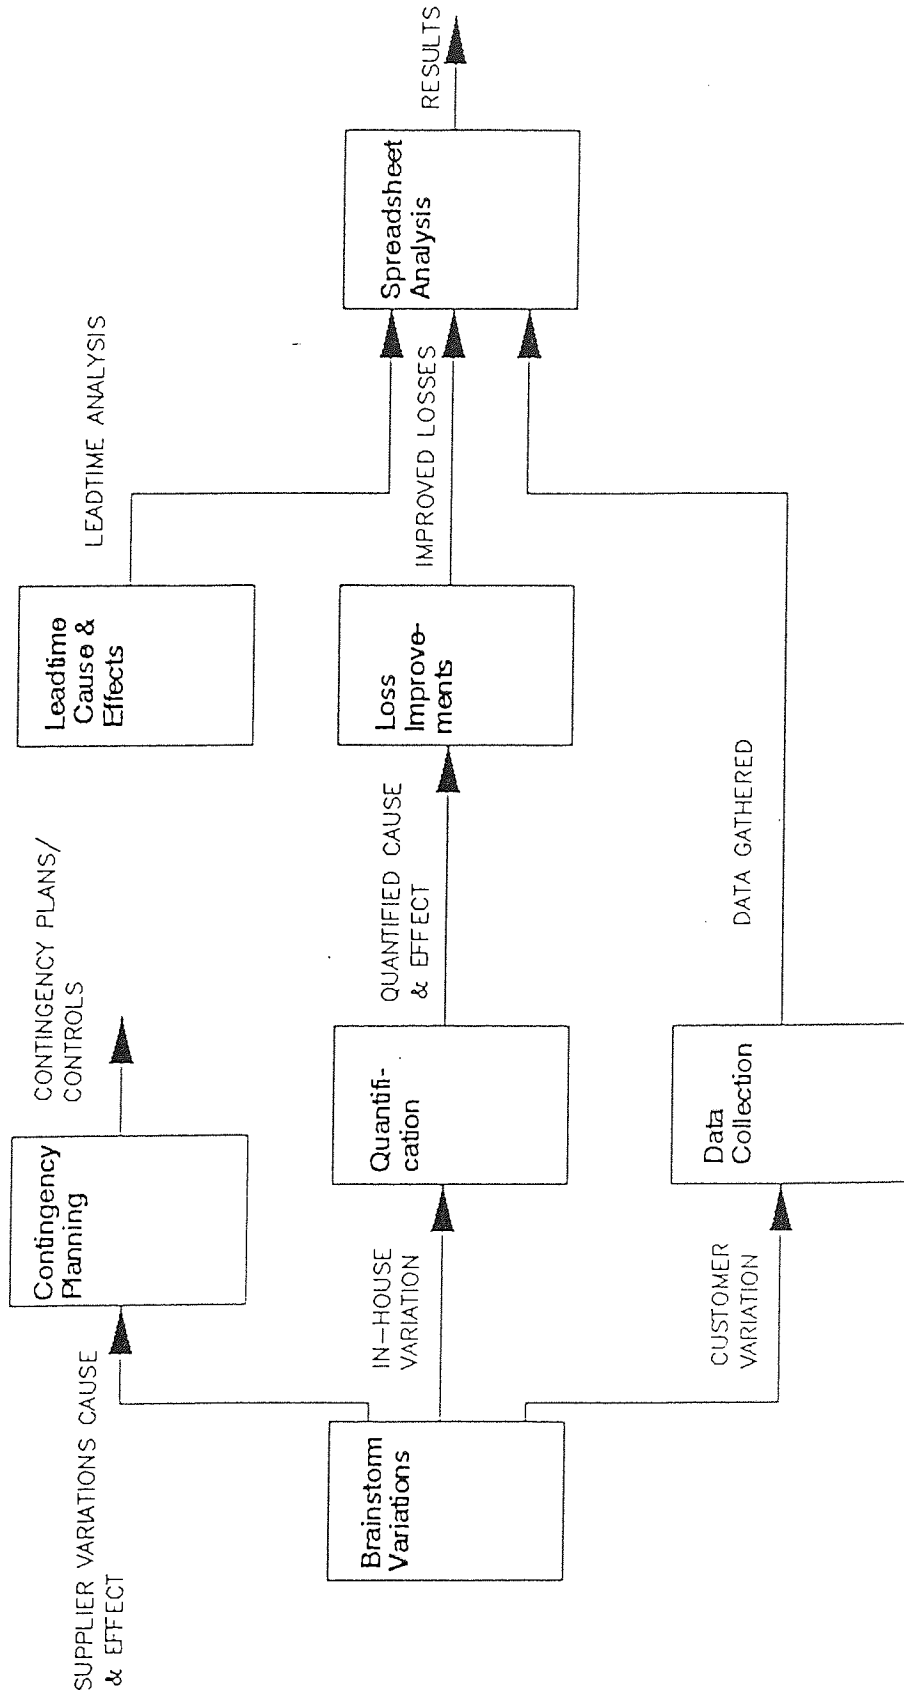 SUPPLIER VARIATIONS CAUSE
& EFFECT
Contingency
Planning
CONTINGENCY PLANS/
CONTROLS
Leadtime
Cause &
Effects
LEADTIME ANALYSIS
Brainstorm
Variations
IN-HOUSE
VARIATION
Quantifi-
cation
QUANTIFIED CAUSE
& EFFECT
Loss
Improve-
ments
IMPROVED LOSSES
Spreadsheet
Analysis
RESULTS
CUSTOMER
VARIATION
Data
Collection
DATA GATHERED